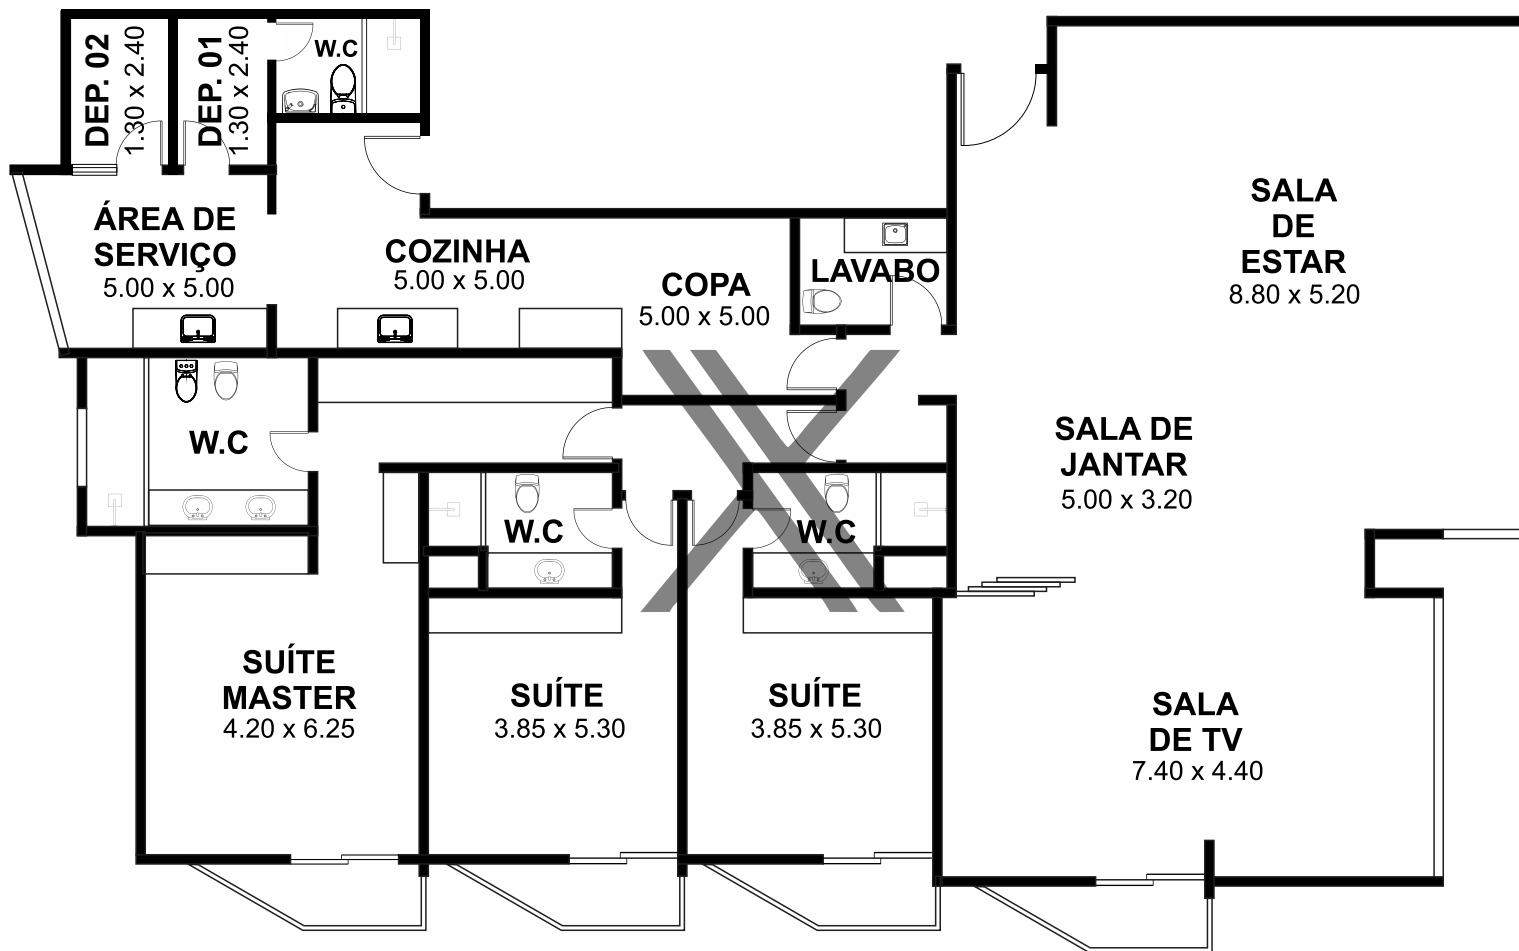 DEP. 02
1.30 x 2.40
DEP. 01
1.30 x 2.40
W.C
ÁREA DE
SERVIÇO
5.00 x 5.00
COZINHA
5.00 x 5.00
COPA
5.00 x 5.00
LAVABO
SALA
DE
ESTAR
8.80 x 5.20
W.C
SALA DE
JANTAR
5.00 x 3.20
W.C
W.C
SUÍTE
MASTER
4.20 x 6.25
SUÍTE
3.85 x 5.30
SUÍTE
3.85 x 5.30
SALA
DE TV
7.40 x 4.40